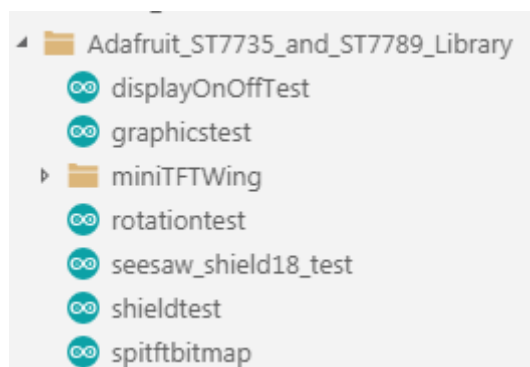 Adafruit_ST7735_and_ST7789_Library
displayOnOffTest
graphicstest
miniTFTWing
rotationtest
seesaw_shield18_test
shieldtest
spitftbitmap